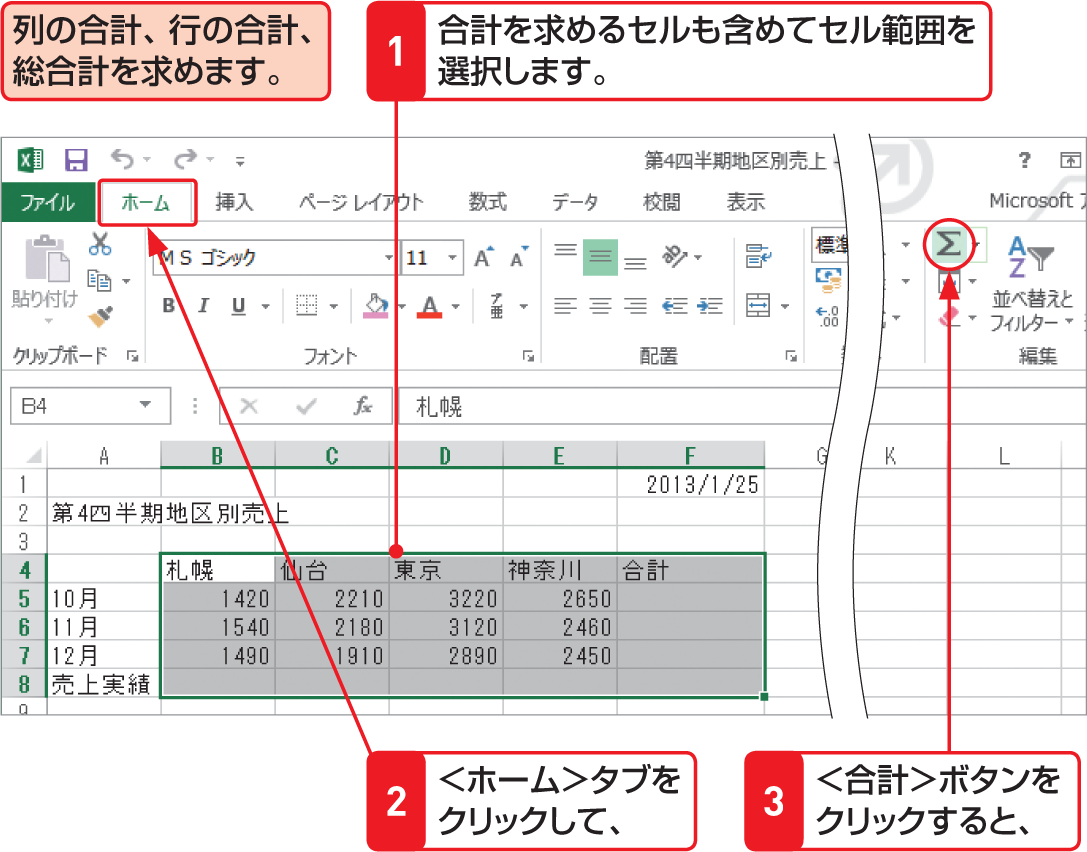 列の合計、行の合計、
総合計を求めます。
1
合計を求めるセルも含めてセル範囲を
選択します。
第4四半期地区別売上 -
?
ファイル ホーム 挿入 ページ レイアウト 数式 データ 校閲 表示 Microsoft
MS ゴシック 11 A A 標準 Σ
貼り付け
B I U A 亜
並べ替えと
フィルター
クリップボード フォント 配置 編集
B4 fx 札幌
A B C D E F G K L
1 2013/1/25
2 第4四半期地区別売上
3
4 札幌 仙台 東京 神奈川 合計
5 10月 1420 2210 3220 2650
6 11月 1540 2180 3120 2460
7 12月 1490 1910 2890 2450
8 売上実績
9
2
＜ホーム＞タブを
クリックして、
3
＜合計＞ボタンを
クリックすると、